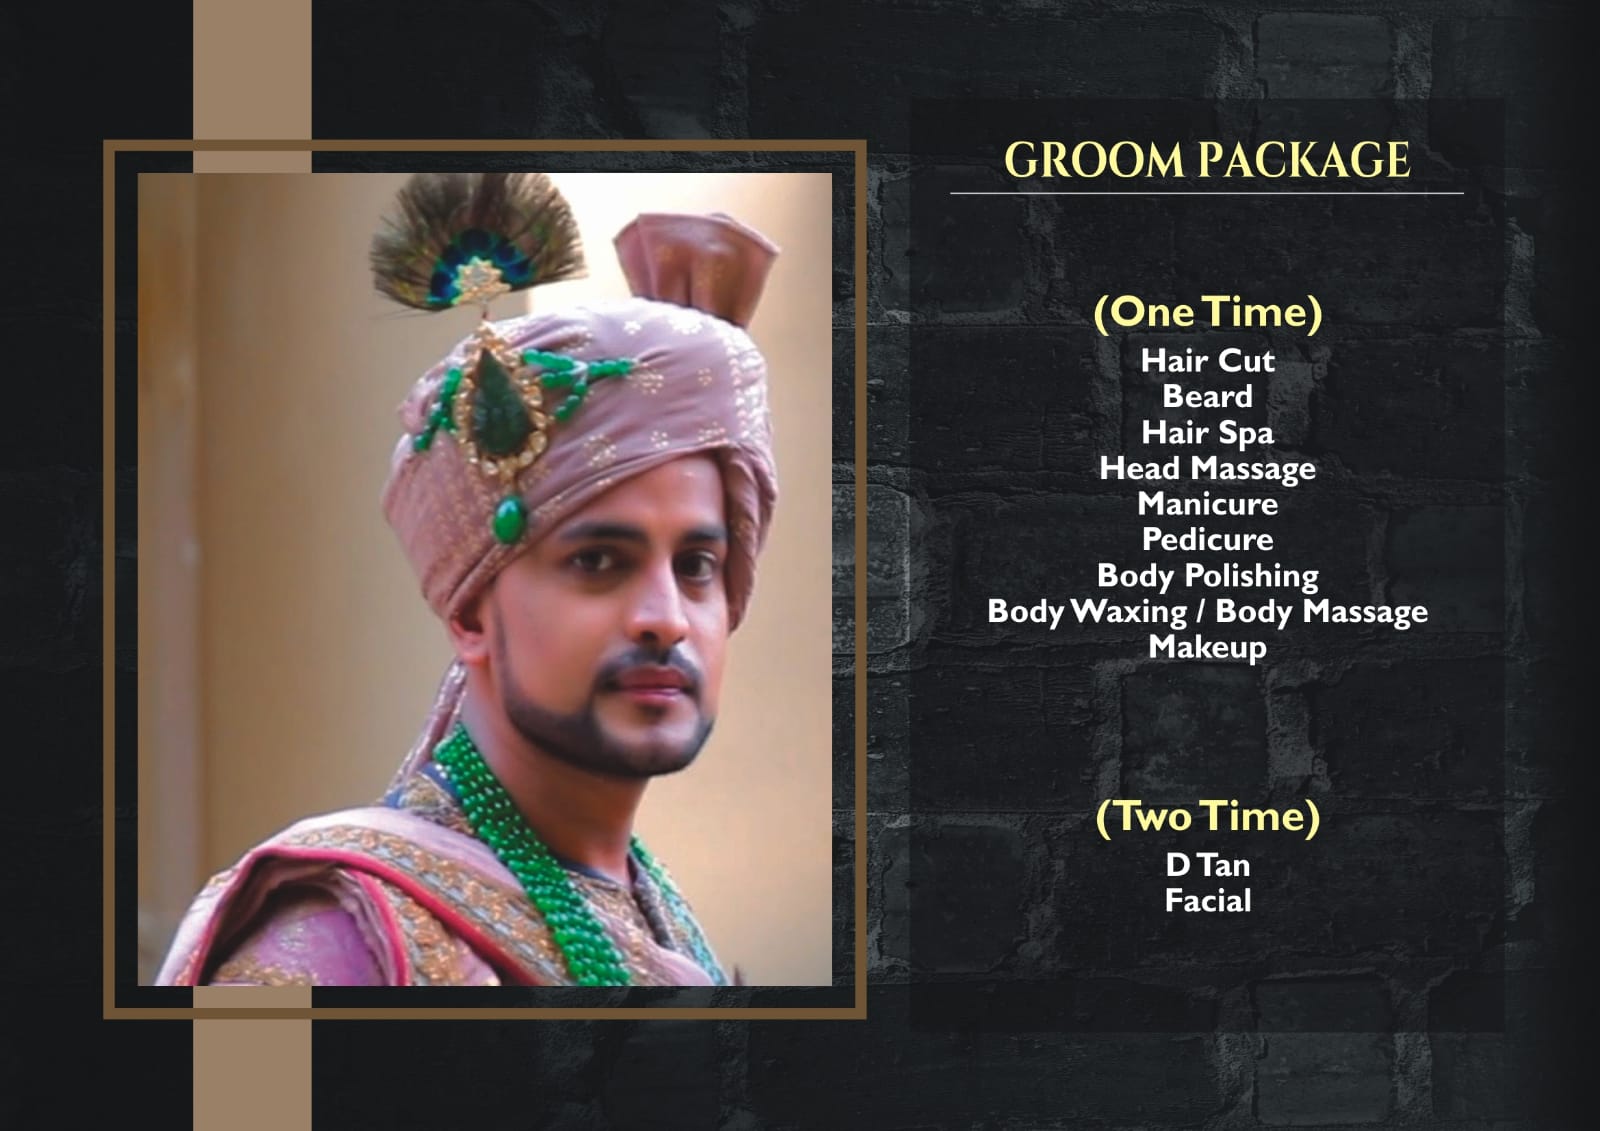 GROOM PACKAGE
(One Time)
Hair Cut
Beard
Hair Spa
Head Massage
Manicure
Pedicure
Body Polishing
Body Waxing / Body Massage
Makeup
(Two Time)
D Tan
Facial